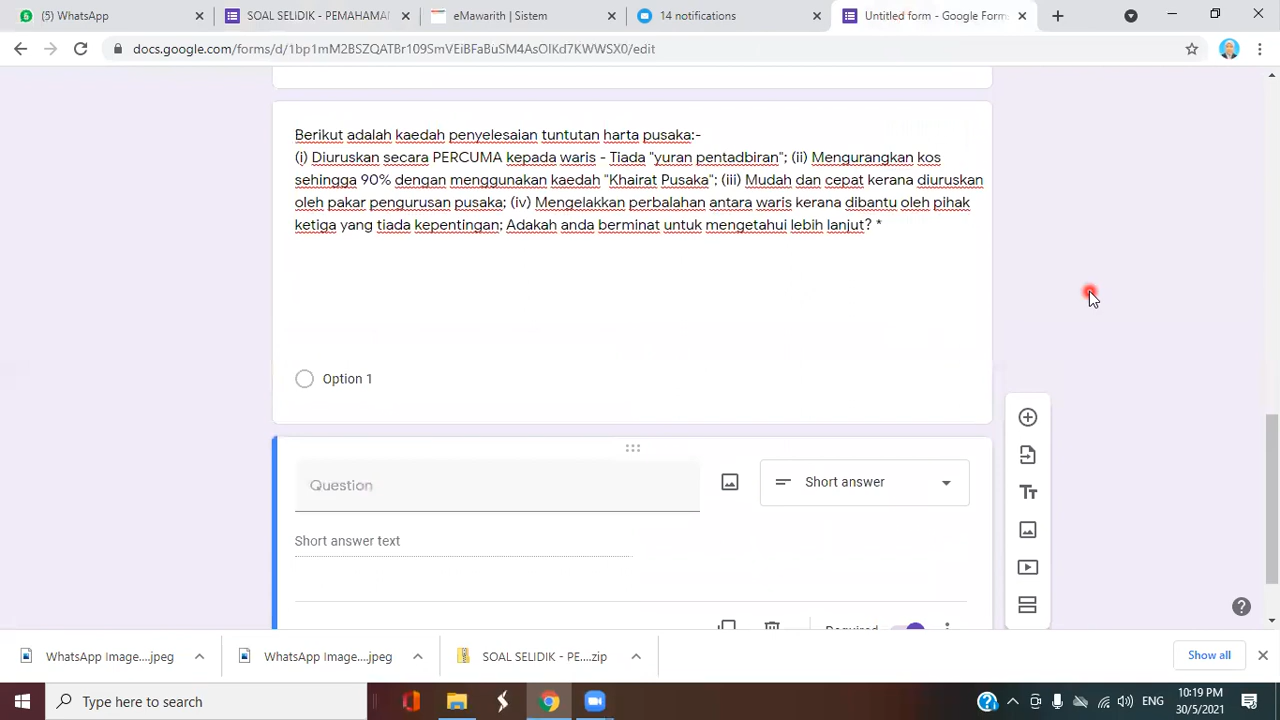 (5) WhatsApp
SOAL SELIDIK - PEMAHAMA
eMawarith | Sistem
14 notifications
Untitled form - Google Form
docs.google.com/forms/d/1bp1mM2BSZQATBr109SmVEiBFaBuSM4AsOlKd7KWWSX0/edit
Berikut adalah kaedah penyelesaian tuntutan harta pusaka:-
(i) Diuruskan secara PERCUMA kepada waris - Tiada "yuran pentadbiran"; (ii) Mengurangkan kos
sehingga 90% dengan menggunakan kaedah "Khairat Pusaka"; (iii) Mudah dan cepat kerana diuruskan
oleh pakar pengurusan pusaka; (iv) Mengelakkan perbalahan antara waris kerana dibantu oleh pihak
ketiga yang tiada kepentingan; Adakah anda berminat untuk mengetahui lebih lanjut? *
Option 1
Question
Short answer
Short answer text
Required
WhatsApp Image....jpeg
WhatsApp Image....jpeg
SOAL SELIDIK - PE....zip
Show all
Type here to search
ENG
10:19 PM
30/5/2021